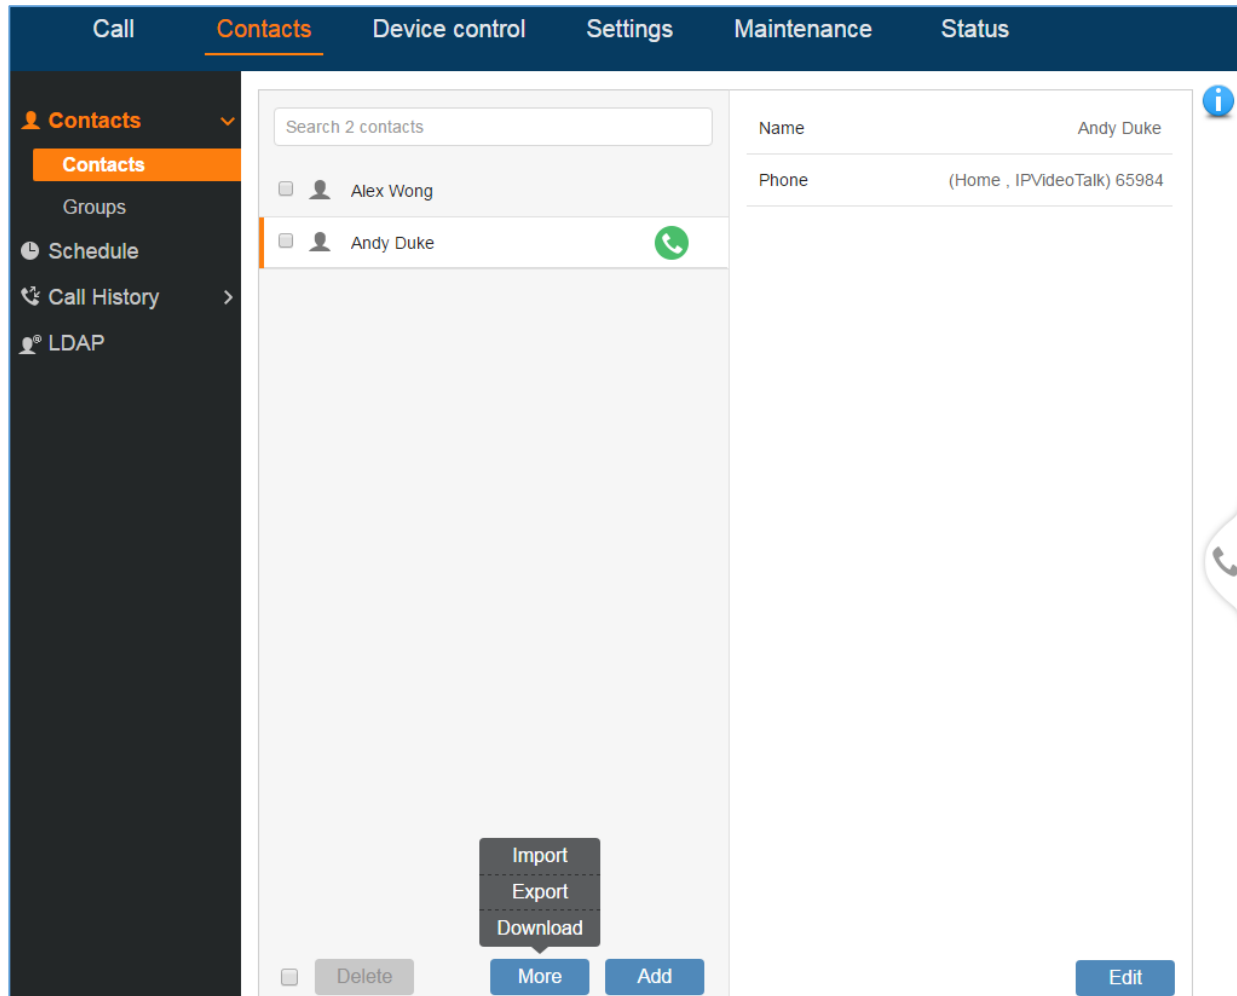 Call Contacts Device control Settings Maintenance Status
Contacts
Contacts
Groups
Schedule
Call History
LDAP
Search 2 contacts
Alex Wong
Andy Duke
Name Andy Duke
Phone (Home , IPVideoTalk) 65984
Import
Export
Download
Delete More Add
Edit